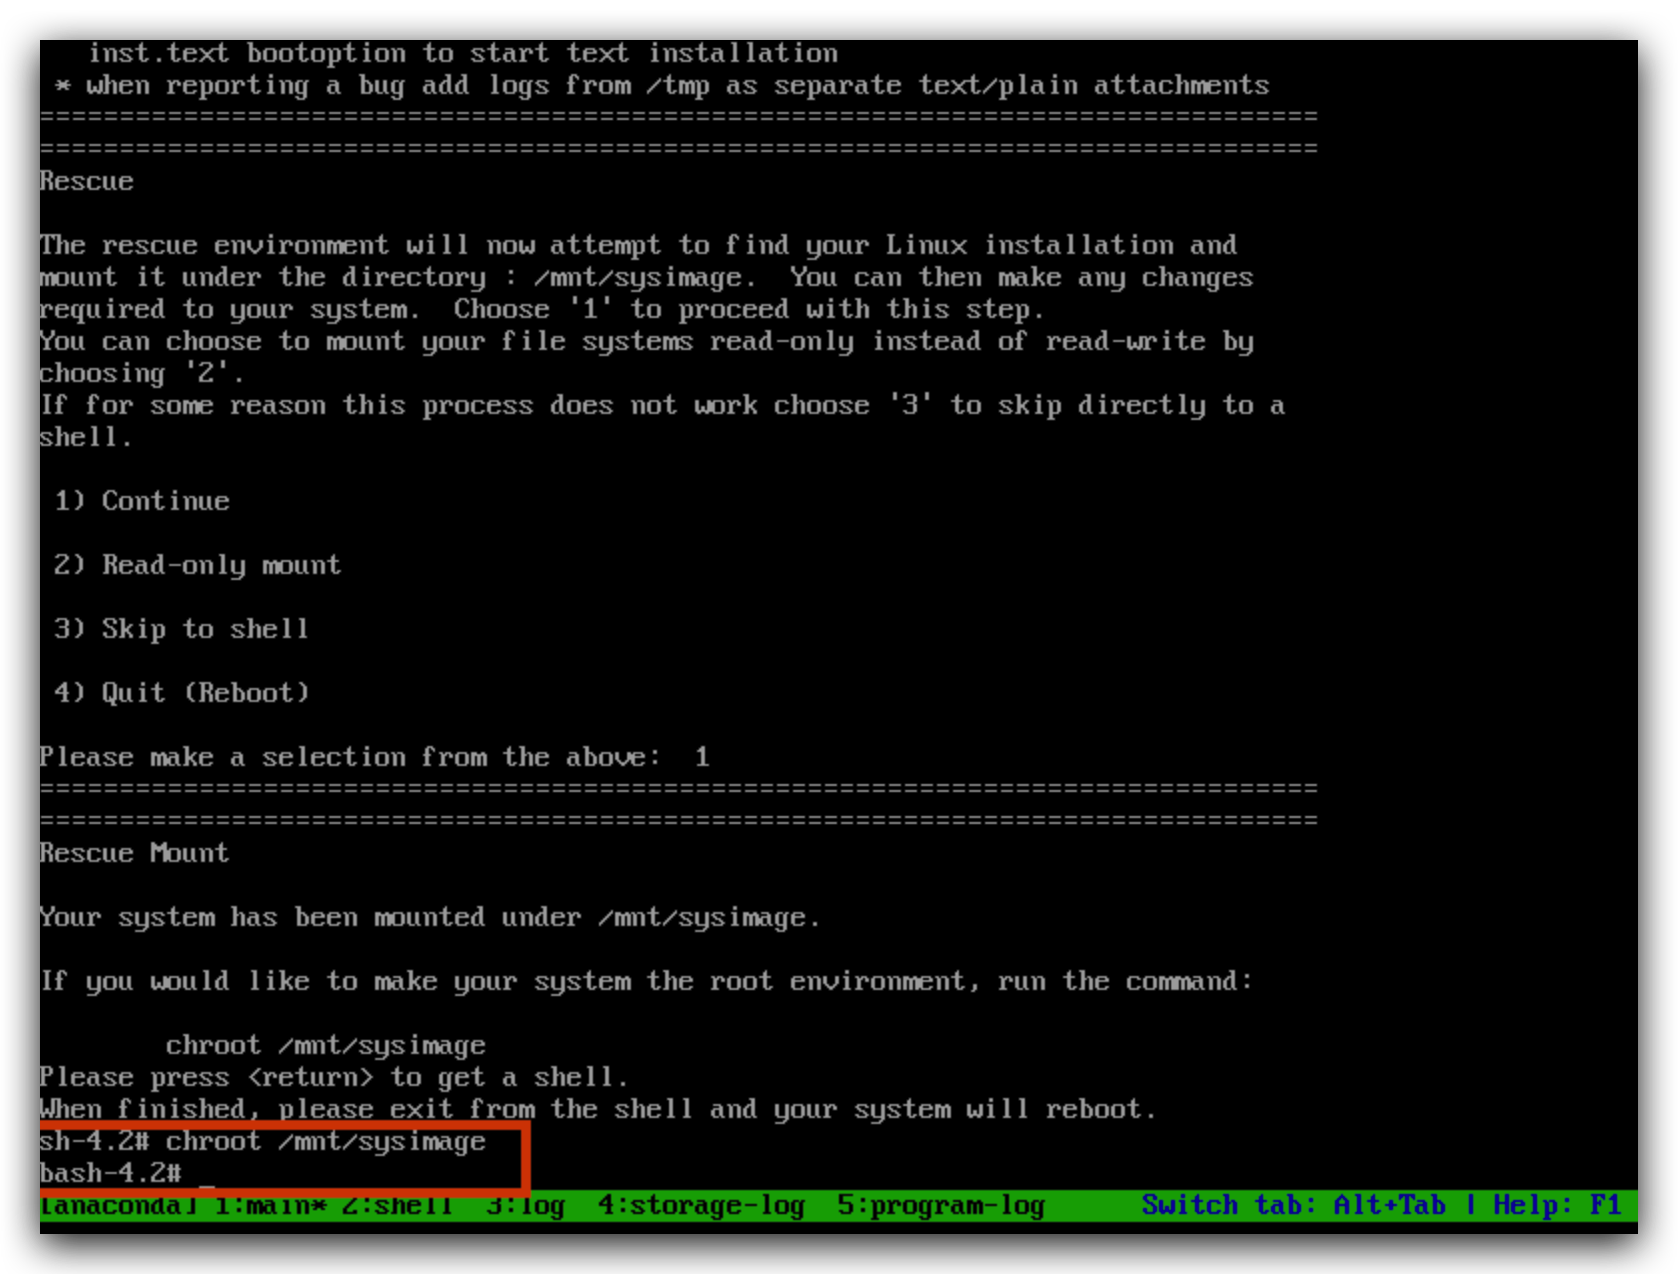 inst.text bootoption to start text installation
* when reporting a bug add logs from /tmp as separate text/plain attachments
================================================================================
================================================================================
Rescue
The rescue environment will now attempt to find your Linux installation and
mount it under the directory : /mnt/sysimage.  You can then make any changes
required to your system.  Choose '1' to proceed with this step.
You can choose to mount your file systems read-only instead of read-write by
choosing '2'.
If for some reason this process does not work choose '3' to skip directly to a
shell.
1) Continue
2) Read-only mount
3) Skip to shell
4) Quit (Reboot)
Please make a selection from the above:  1
================================================================================
================================================================================
Rescue Mount
Your system has been mounted under /mnt/sysimage.
If you would like to make your system the root environment, run the command:
chroot /mnt/sysimage
Please press <return> to get a shell.
When finished, please exit from the shell and your system will reboot.
sh-4.2# chroot /mnt/sysimage
bash-4.2# _
[anaconda] 1:main* 2:shell  3:log  4:storage-log  5:program-log      Switch tab: Alt+Tab | Help: F1